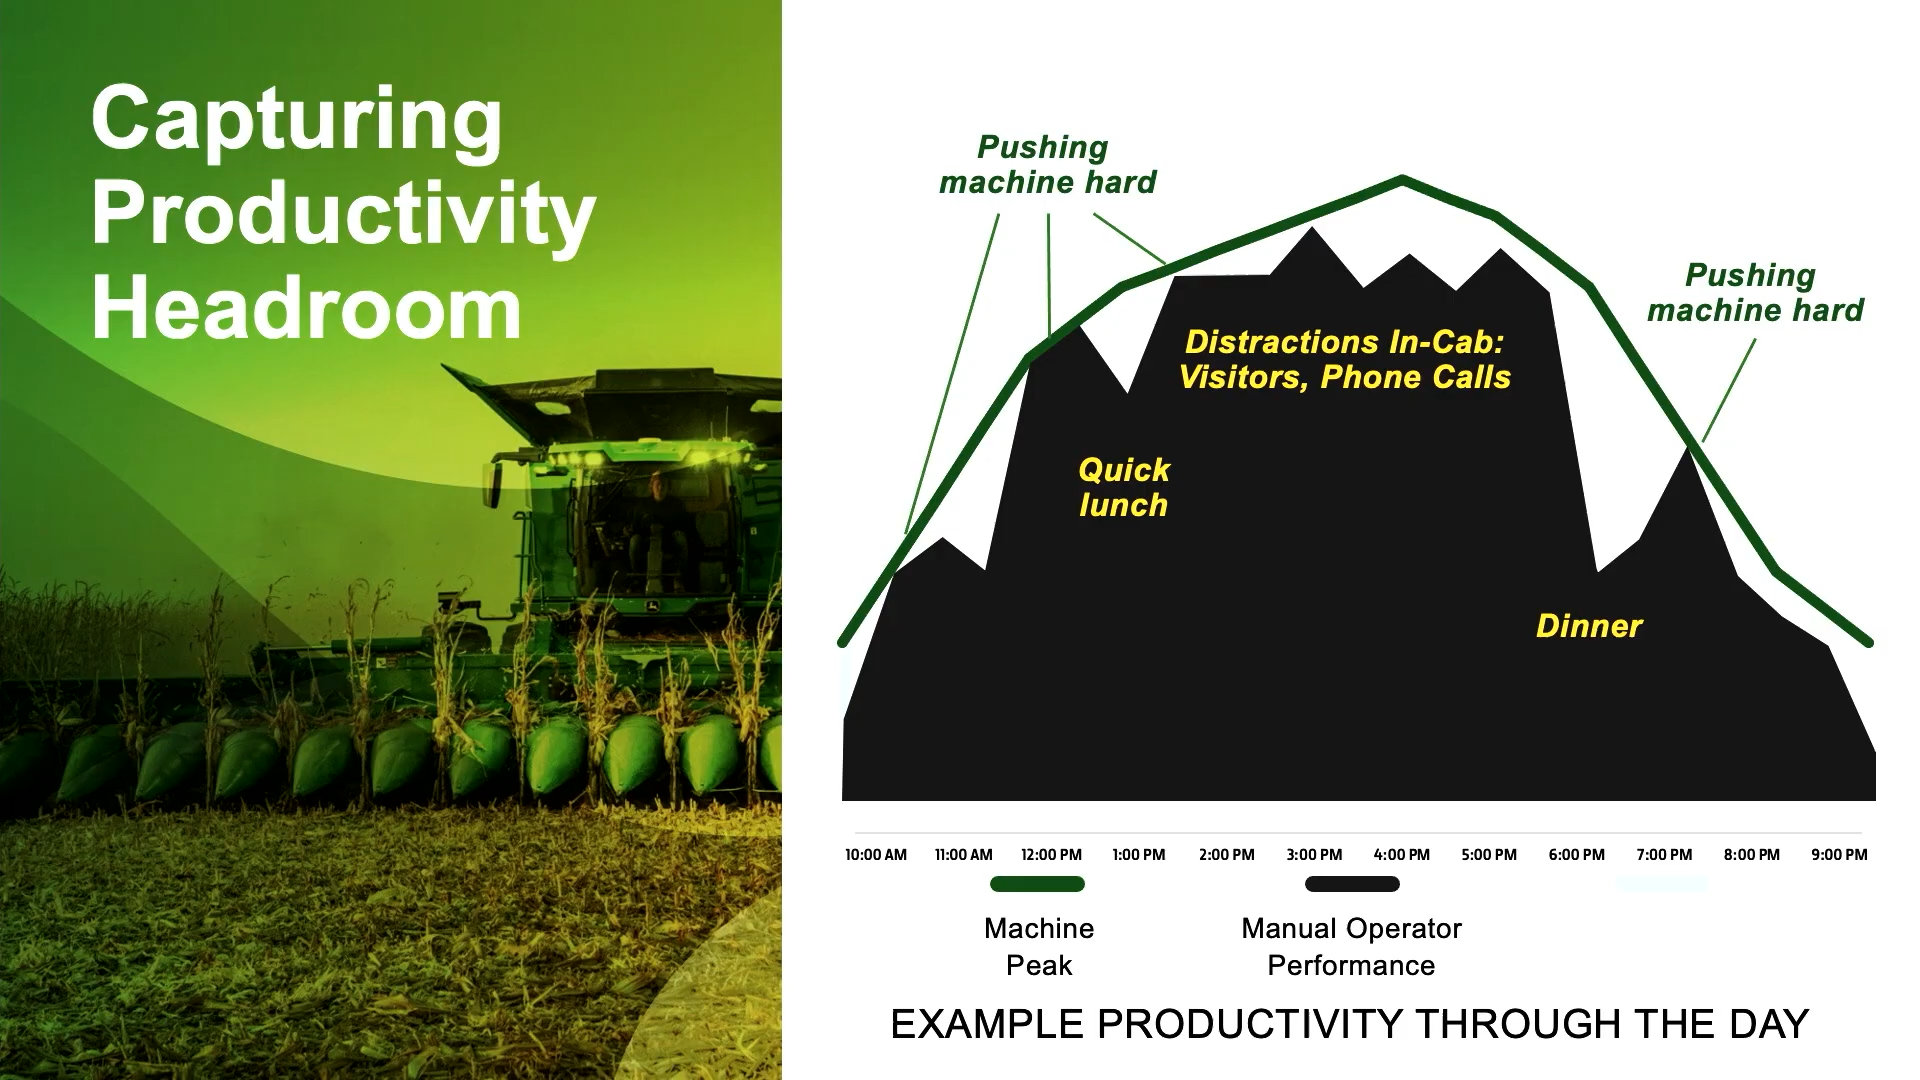 Capturing
Productivity
Headroom
Pushing
machine hard
Pushing
machine hard
Distractions In-Cab:
Visitors, Phone Calls
Quick
lunch
Dinner
10:00 AM 11:00 AM 12:00 PM 1:00 PM 2:00 PM 3:00 PM 4:00 PM 5:00 PM 6:00 PM 7:00 PM 8:00 PM 9:00 PM
Machine
Peak
Manual Operator
Performance
EXAMPLE PRODUCTIVITY THROUGH THE DAY